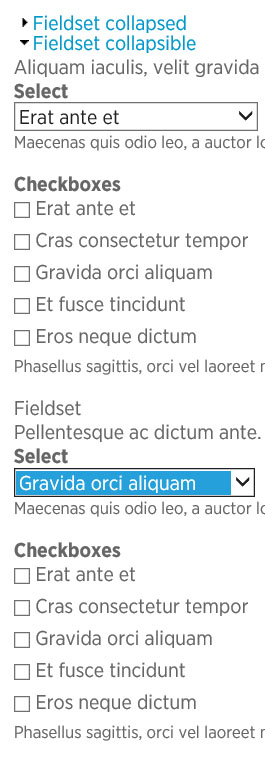 Fieldset collapsed
Fieldset collapsible
Aliquam iaculis, velit gravida
Select
Erat ante et
Maecenas quis odio leo, a auctor
Checkboxes
Erat ante et
Cras consectetur tempor
Gravida orci aliquam
Et fusce tincidunt
Eros neque dictum
Phasellus sagittis, orci vel laoreet
Fieldset
Pellentesque ac dictum ante.
Select
Gravida orci aliquam
Maecenas quis odio leo, a auctor
Checkboxes
Erat ante et
Cras consectetur tempor
Gravida orci aliquam
Et fusce tincidunt
Eros neque dictum
Phasellus sagittis, orci vel laoreet